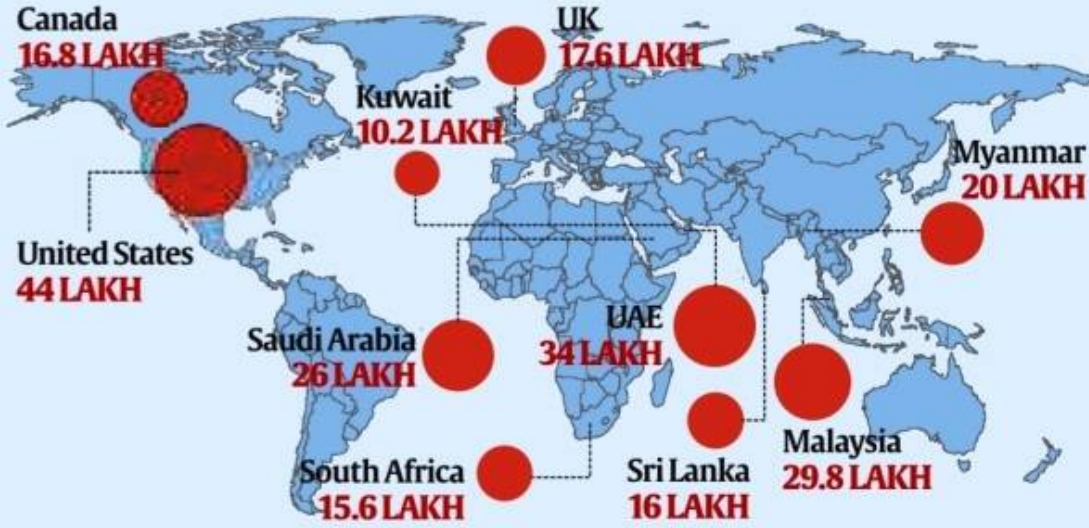 Canada
16.8 LAKH
UK
17.6 LAKH
Kuwait
10.2 LAKH
Myanmar
20 LAKH
United States
44 LAKH
Saudi Arabia
26 LAKH
UAE
34 LAKH
South Africa
15.6 LAKH
Sri Lanka
16 LAKH
Malaysia
29.8 LAKH